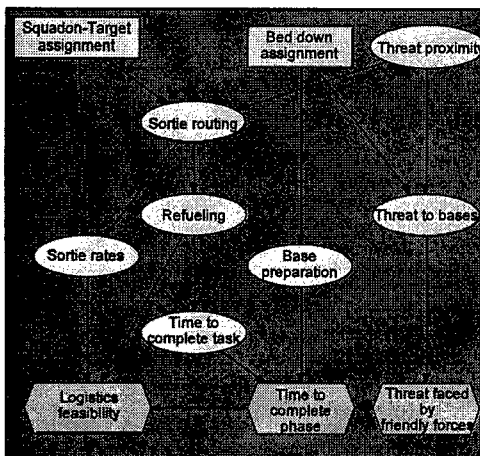 Squadon-Target
assignment
Bed down
assignment
Threat proximity
Sortie routing
Refueling
Threat to bases
Sortie rates
Base
preparation
Time to
complete task
Logistics
feasibility
Time to
complete
phase
Threat faced
by
friendly forces